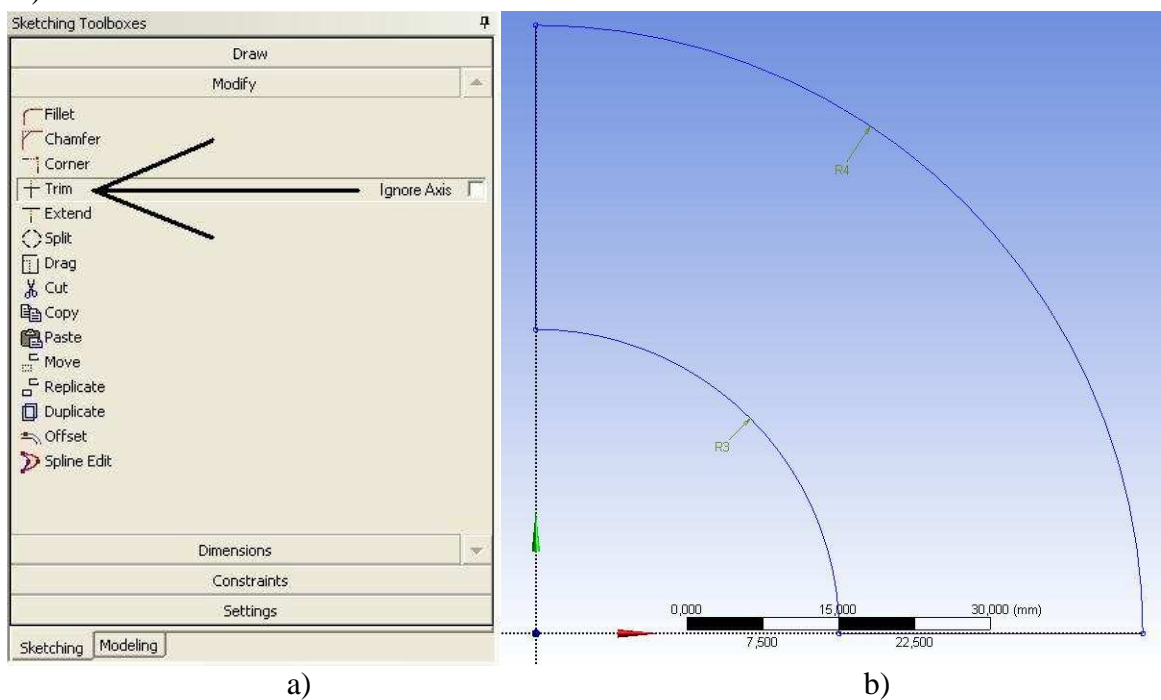 Sketching Toolboxes
Draw
Modify
Fillet
Chamfer
Corner
Trim Ignore Axis
Extend
Split
Drag
Cut
Copy
Paste
Move
Replicate
Duplicate
Offset
Spline Edit
Dimensions
Constraints
Settings
Sketching Modeling
a)
R4
R3
0,000 15,000 30,000 (mm)
7,500 22,500
b)